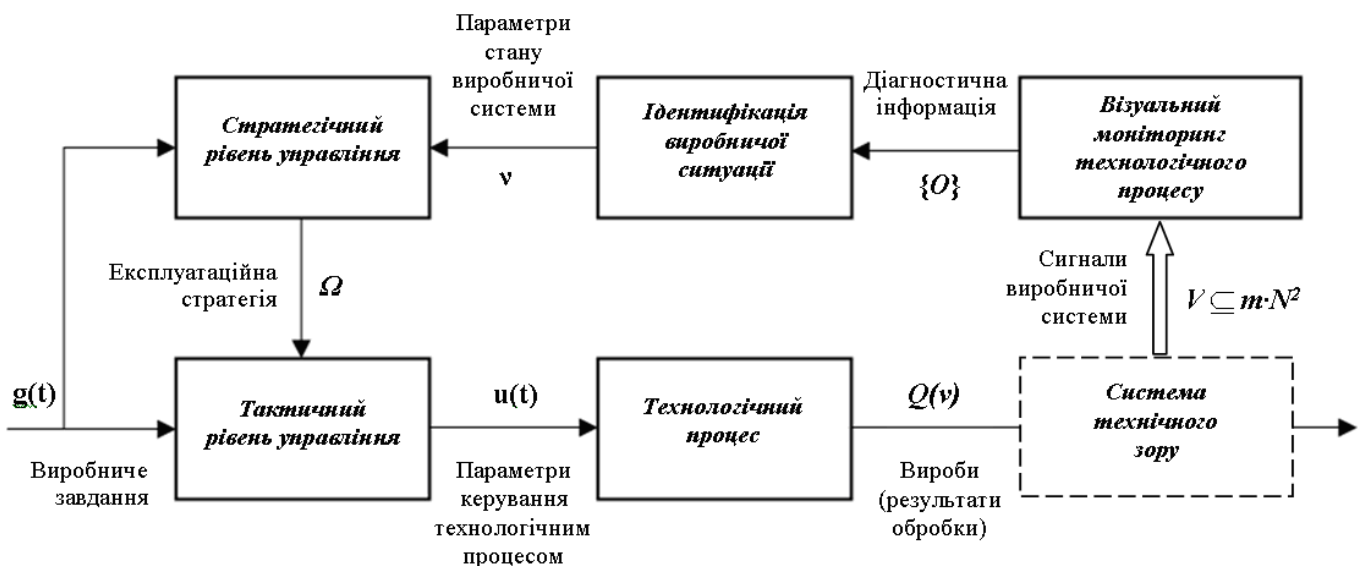 Параметри
стану
виробничої
системи
Стратегічний
рівень управління
ν
Ідентифікація
виробничої
ситуації
Діагностична
інформація
{O}
Візуальний
моніторинг
технологічного
процесу
Експлуатаційна
стратегія
Ω
Сигнали
виробничої
системи
V ⊆ m·N²
g(t)
Виробниче
завдання
Тактичний
рівень управління
u(t)
Параметри
керування
технологічним
процесом
Технологічний
процес
Q(ν)
Вироби
(результати
обробки)
Система
технічного
зору